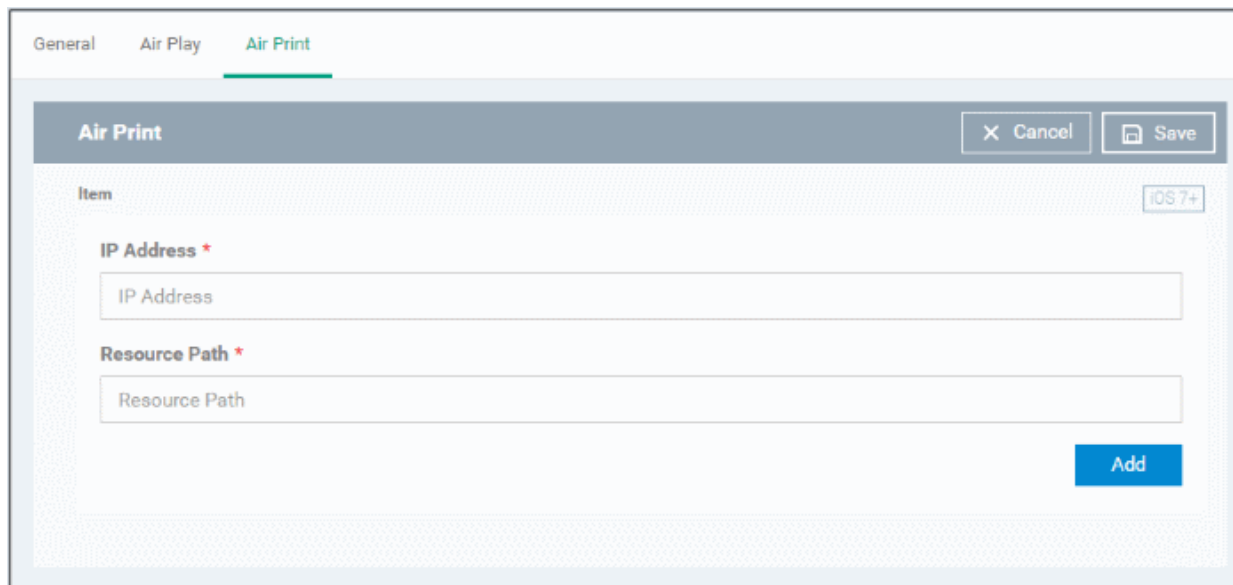 General Air Play Air Print
Air Print
X Cancel Save
Item iOS 7+
IP Address *
IP Address
Resource Path *
Resource Path
Add